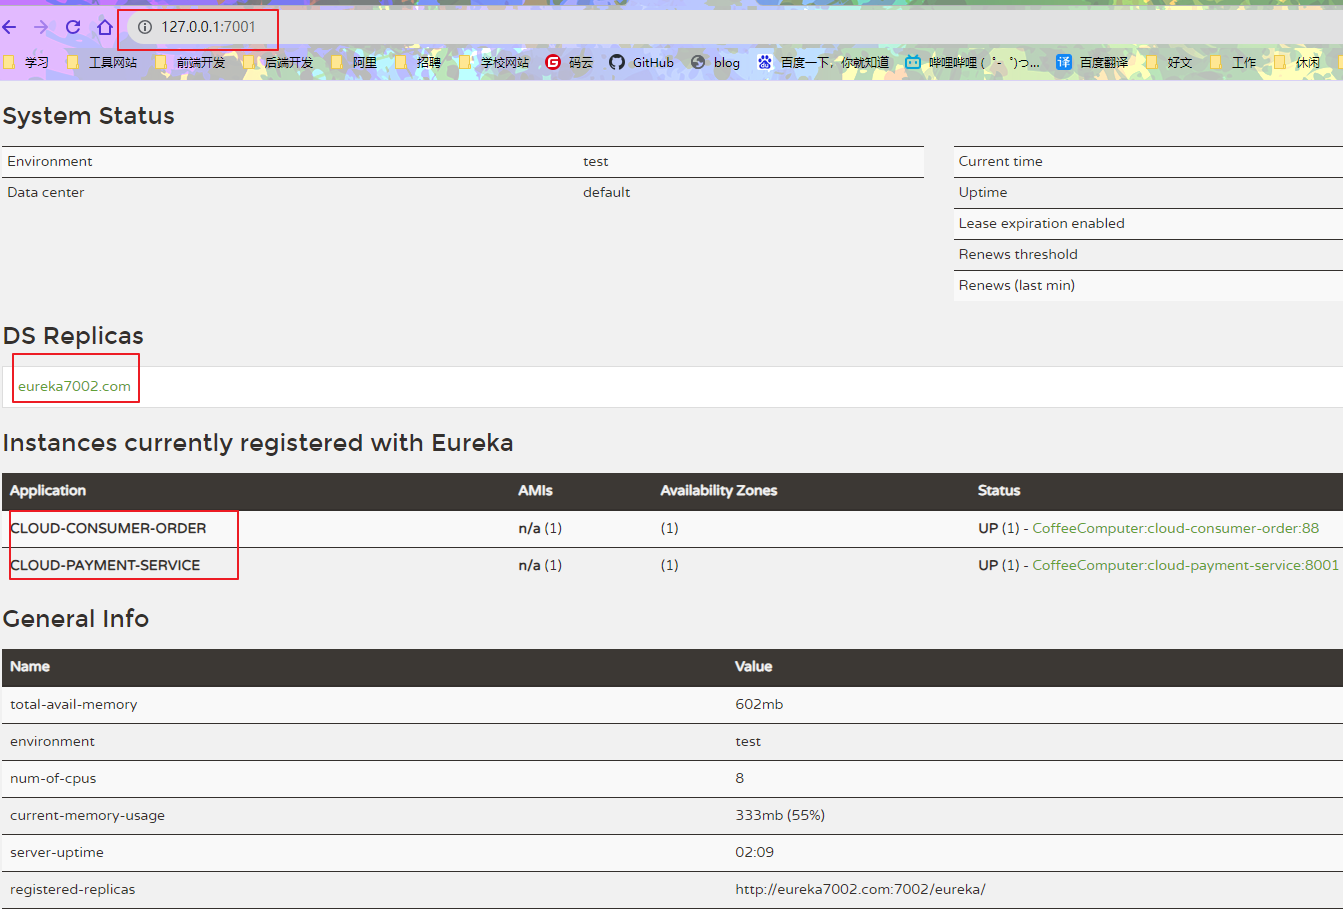 127.0.0.1:7001
学习 工具网站 前端开发 后端开发 阿里 招聘 学校网站 码云 GitHub blog 百度一下，你就知道 哔哩哔哩 ( ゜- ゜)つ... 百度翻译 好文 工作 休闲
System Status
Environment test Current time
Data center default Uptime
Lease expiration enabled
Renews threshold
Renews (last min)
DS Replicas
eureka7002.com
Instances currently registered with Eureka
Application AMIs Availability Zones Status
CLOUD-CONSUMER-ORDER n/a (1) (1) UP (1) - CoffeeComputer:cloud-consumer-order:88
CLOUD-PAYMENT-SERVICE n/a (1) (1) UP (1) - CoffeeComputer:cloud-payment-service:8001
General Info
Name Value
total-avail-memory 602mb
environment test
num-of-cpus 8
current-memory-usage 333mb (55%)
server-uptime 02:09
registered-replicas http://eureka7002.com:7002/eureka/